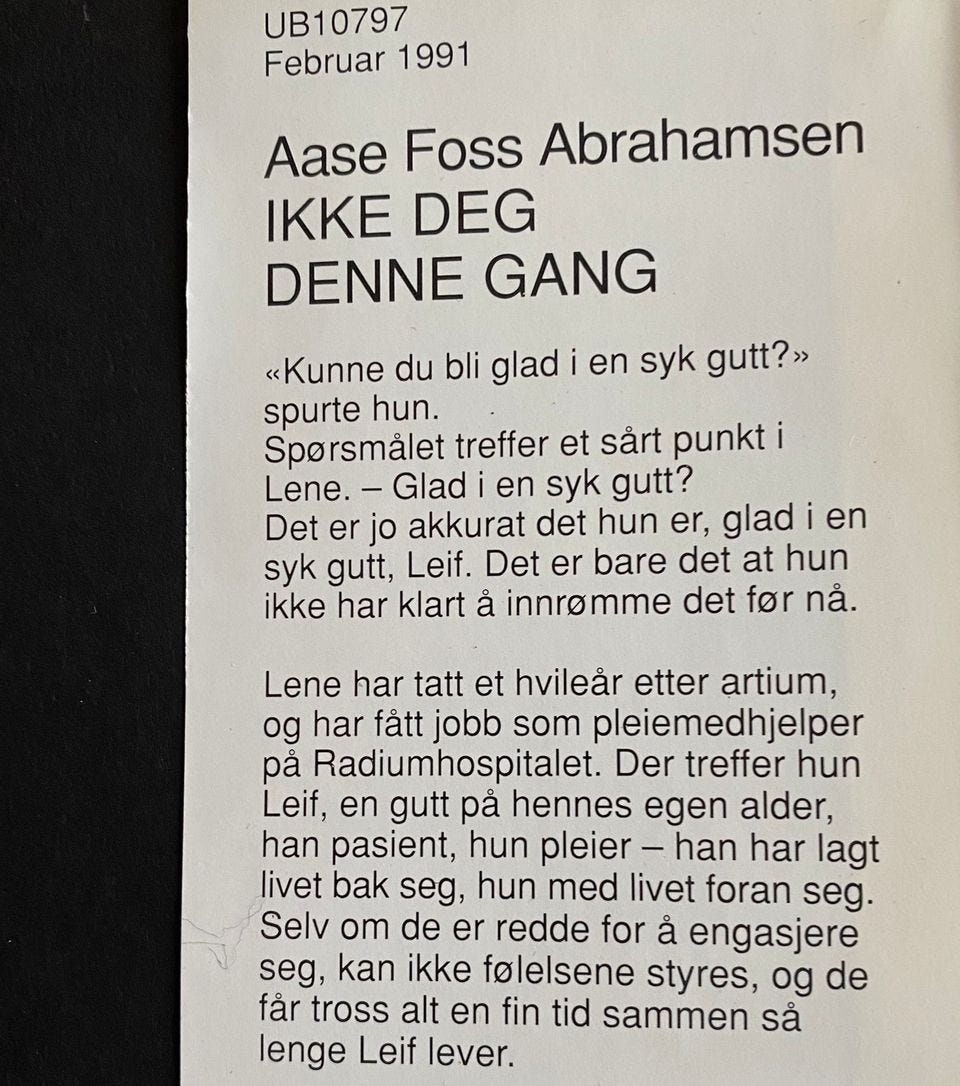 UB10797
Februar 1991
Aase Foss Abrahamsen
IKKE DEG
DENNE GANG
«Kunne du bli glad i en syk gutt?»
spurte hun.
Spørsmålet treffer et sårt punkt i
Lene. – Glad i en syk gutt?
Det er jo akkurat det hun er, glad i en
syk gutt, Leif. Det er bare det at hun
ikke har klart å innrømme det før nå.
Lene har tatt et hvileår etter artium,
og har fått jobb som pleiemedhjelper
på Radiumhospitalet. Der treffer hun
Leif, en gutt på hennes egen alder,
han pasient, hun pleier – han har lagt
livet bak seg, hun med livet foran seg.
Selv om de er redde for å engasjere
seg, kan ikke følelsene styres, og de
får tross alt en fin tid sammen så
lenge Leif lever.